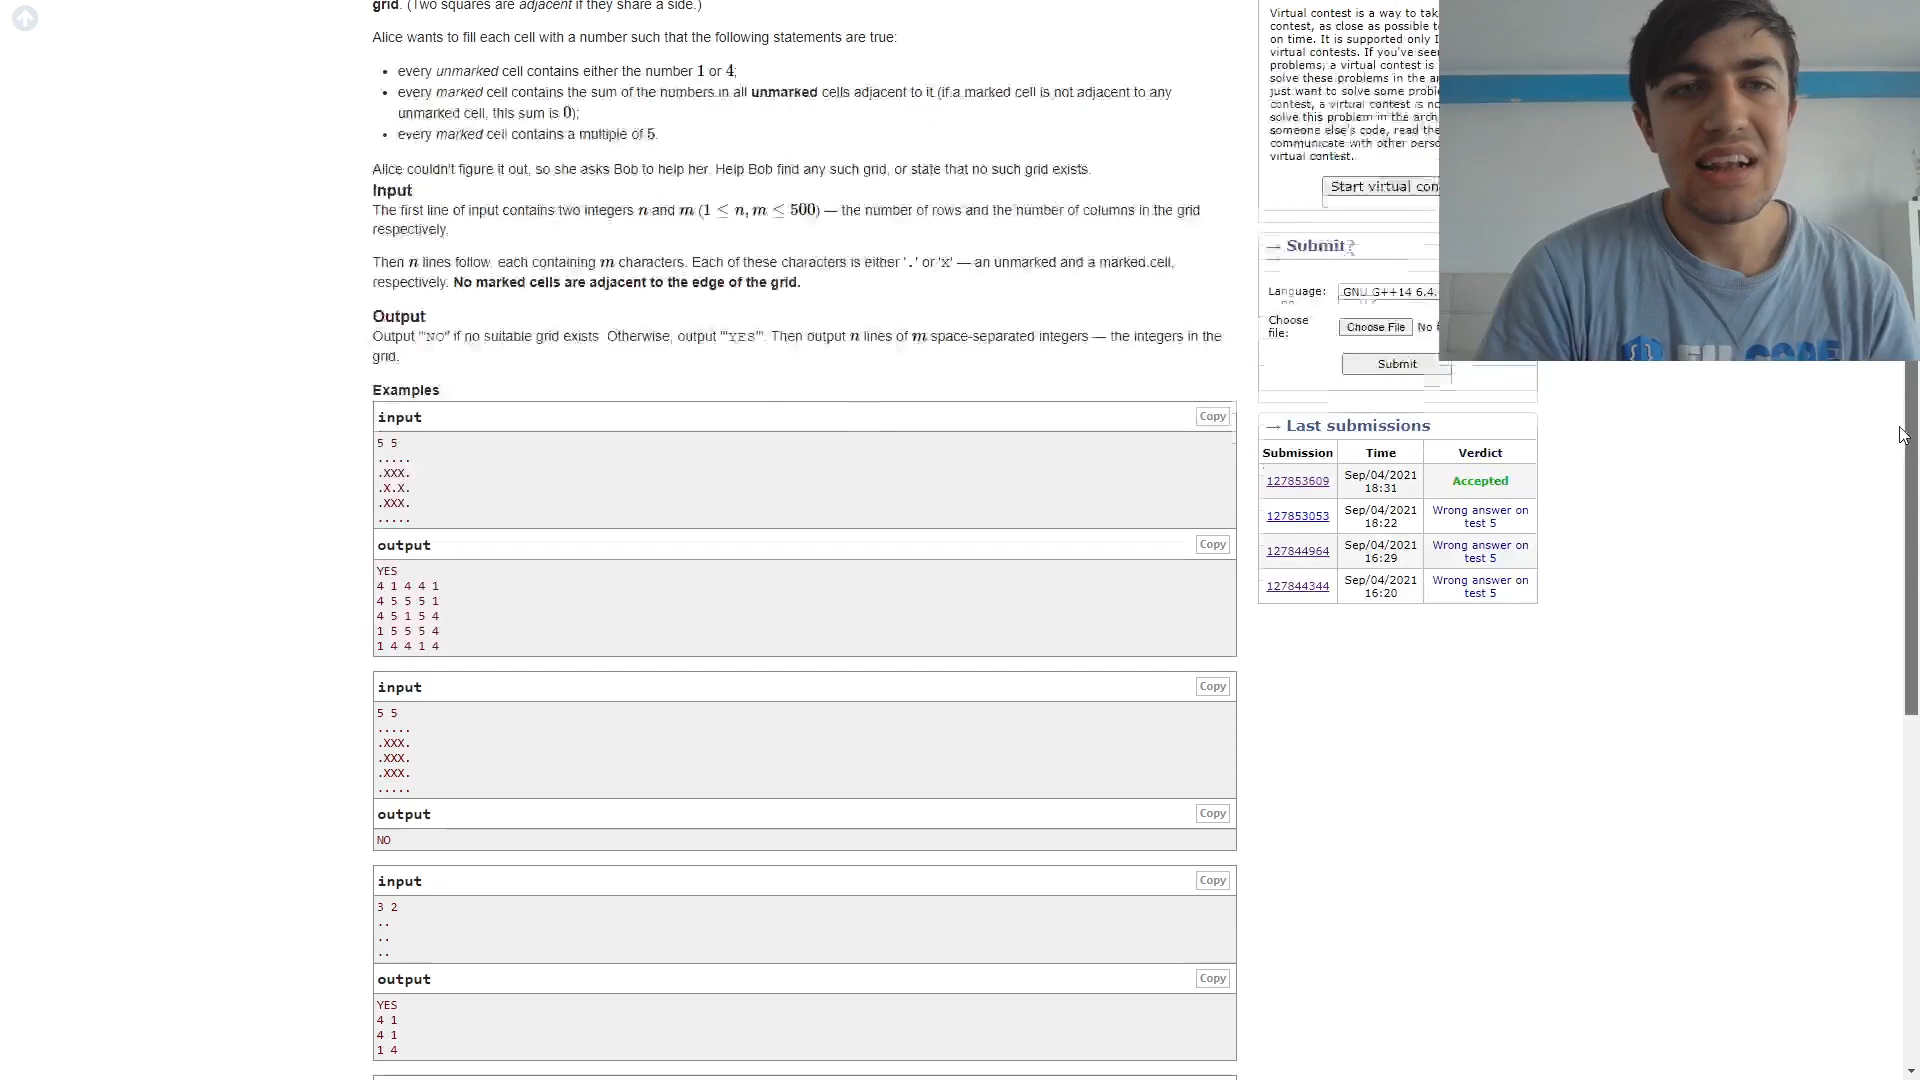 grid. (Two squares are adjacent if they share a side.)
Alice wants to fill each cell with a number such that the following statements are true:
• every unmarked cell contains either the number 1 or 4;
• every marked cell contains the sum of the numbers in all unmarked cells adjacent to it (if a marked cell is not adjacent to any
unmarked cell, this sum is 0);
• every marked cell contains a multiple of 5.
Alice couldn't figure it out, so she asks Bob to help her. Help Bob find any such grid, or state that no such grid exists.
Input
The first line of input contains two integers n and m (1 ≤ n, m ≤ 500) — the number of rows and the number of columns in the grid
respectively.
Then n lines follow, each containing m characters. Each of these characters is either '.' or 'X' — an unmarked and a marked cell,
respectively. No marked cells are adjacent to the edge of the grid.
Output
Output "'NO" if no suitable grid exists. Otherwise, output "'YES"'. Then output n lines of m space-separated integers — the integers in the
grid.
Examples
input
Copy
5 5
.....
.XXX.
.X.X.
.XXX.
.....
output
Copy
YES
4 1 4 4 1
4 5 5 5 1
4 5 1 5 4
1 5 5 5 4
1 4 4 1 4
input
Copy
5 5
.....
.XXX.
.XXX.
.XXX.
.....
output
Copy
NO
input
Copy
3 2
..
..
..
output
Copy
YES
4 1
4 1
1 4
Virtual contest is a way to tak
contest, as close as possible t
on time. It is supported only I
virtual contests. If you've seen
problems, a virtual contest is
solve these problems in the ar
just want to solve some proble
contest, a virtual contest is no
solve this problem in the arch
someone else's code, read the
communicate with other perso
virtual contest.
Start virtual con
→ Submit?
Language:
GNU G++14 6.4.
Choose
file:
Choose File
No
Submit
→ Last submissions
Submission Time Verdict
127853609 Sep/04/2021 18:31 Accepted
127853053 Sep/04/2021 18:22 Wrong answer on test 5
127844964 Sep/04/2021 16:29 Wrong answer on test 5
127844344 Sep/04/2021 16:20 Wrong answer on test 5